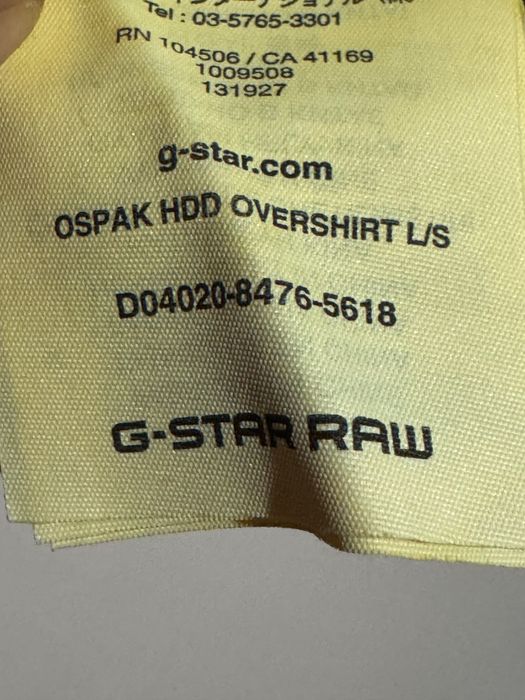 Tel : 03-5765-3301
RN 104506 / CA 41169
1009508
131927
g-star.com
OSPAK HDD OVERSHIRT L/S
D04020-8476-5618
G-STAR RAW